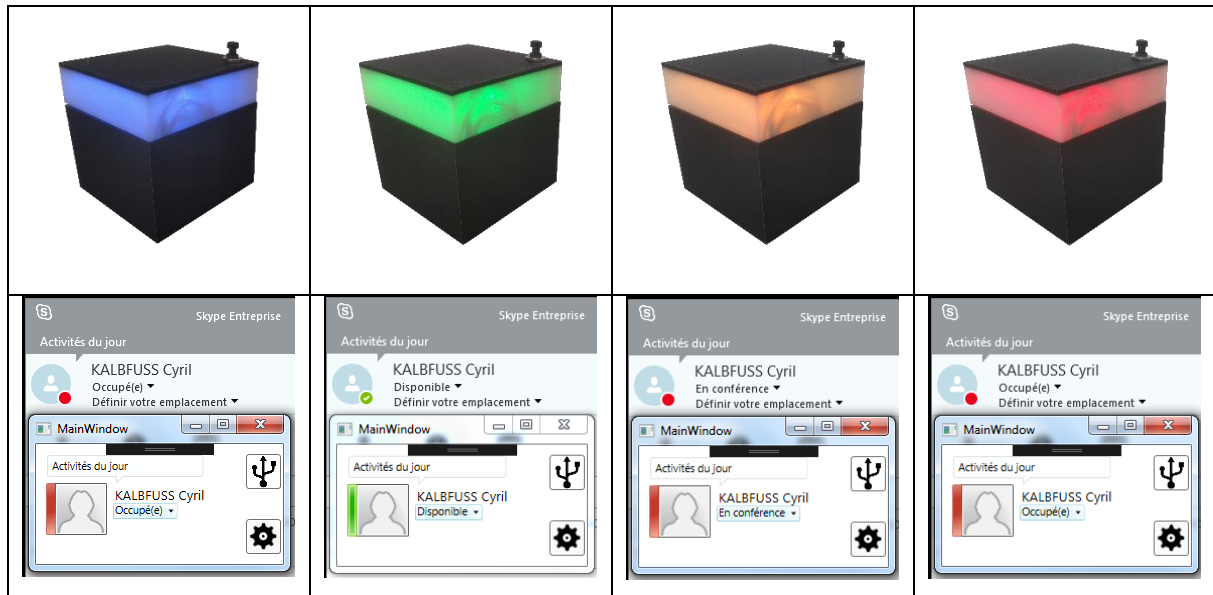 Skype Entreprise
Activités du jour
KALBFUSS Cyril
Occupé(e)
Définir votre emplacement
MainWindow
Activités du jour
KALBFUSS Cyril
Occupé(e)
Skype Entreprise
Activités du jour
KALBFUSS Cyril
Disponible
Définir votre emplacement
MainWindow
Activités du jour
KALBFUSS Cyril
Disponible
Skype Entreprise
Activités du jour
KALBFUSS Cyril
En conférence
Définir votre emplacement
MainWindow
Activités du jour
KALBFUSS Cyril
En conférence
Skype Entreprise
Activités du jour
KALBFUSS Cyril
Occupé(e)
Définir votre emplacement
MainWindow
Activités du jour
KALBFUSS Cyril
Occupé(e)